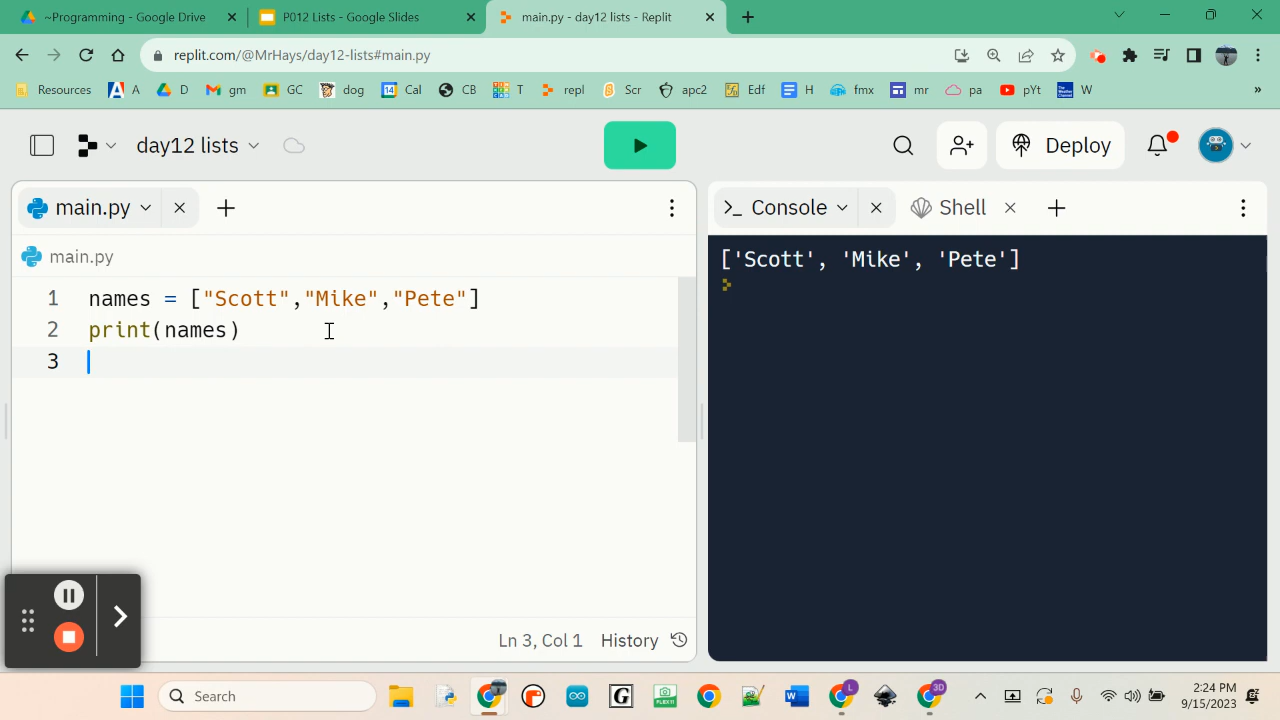 ~Programming - Google Drive
P012 Lists - Google Slides
main.py - day12 lists - Replit
replit.com/@MrHays/day12-lists#main.py
Resources A D gm GC dog Cal CB T repl Scr apc2 Edf H fmx mr pa pYt W »
day12 lists
Deploy
main.py
Console
Shell
main.py
1 names = ["Scott","Mike","Pete"]
2 print(names)
3
['Scott', 'Mike', 'Pete']
Ln 3, Col 1 History
Search
2:24 PM
9/15/2023